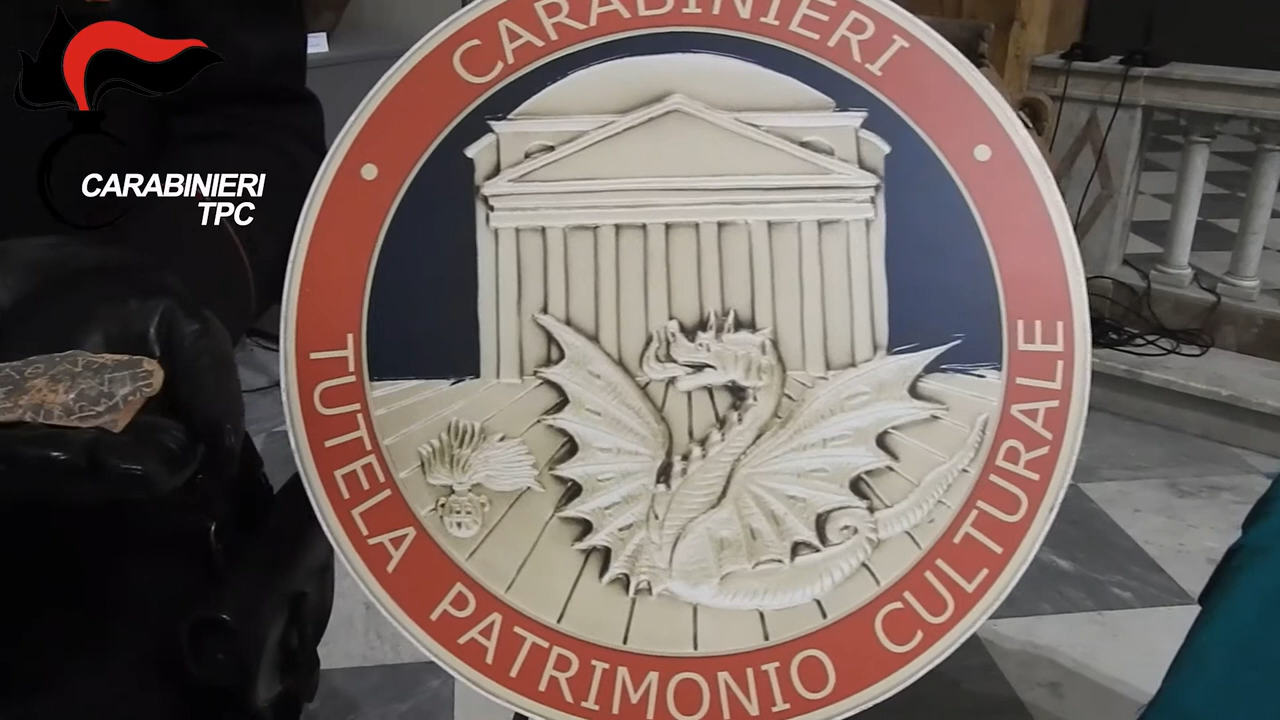 CARABINIERI
TPC
CARABINIERI
TUTELA PATRIMONIO CULTURALE